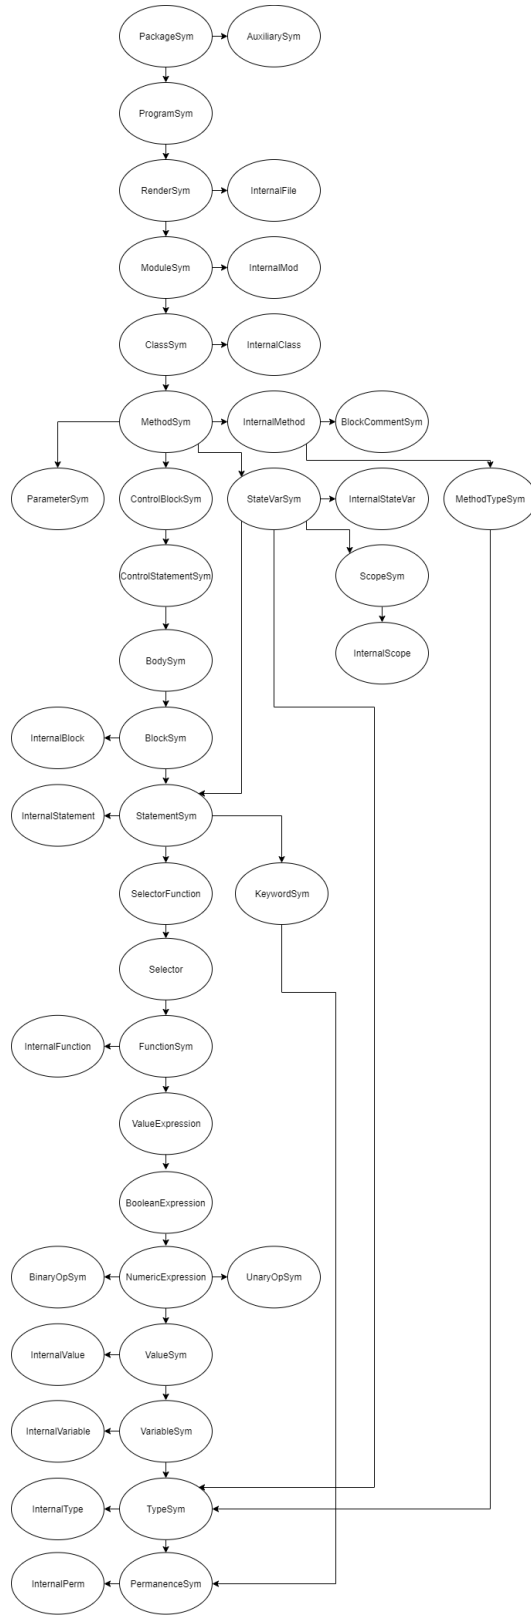 PackageSym
AuxiliarySym
ProgramSym
RenderSym
InternalFile
ModuleSym
InternalMod
ClassSym
InternalClass
MethodSym
InternalMethod
BlockCommentSym
ParameterSym
ControlBlockSym
StateVarSym
InternalStateVar
MethodTypeSym
ControlStatementSym
ScopeSym
BodySym
InternalScope
InternalBlock
BlockSym
InternalStatement
StatementSym
SelectorFunction
KeywordSym
Selector
InternalFunction
FunctionSym
ValueExpression
BooleanExpression
BinaryOpSym
NumericExpression
UnaryOpSym
InternalValue
ValueSym
InternalVariable
VariableSym
InternalType
TypeSym
InternalPerm
PermanenceSym